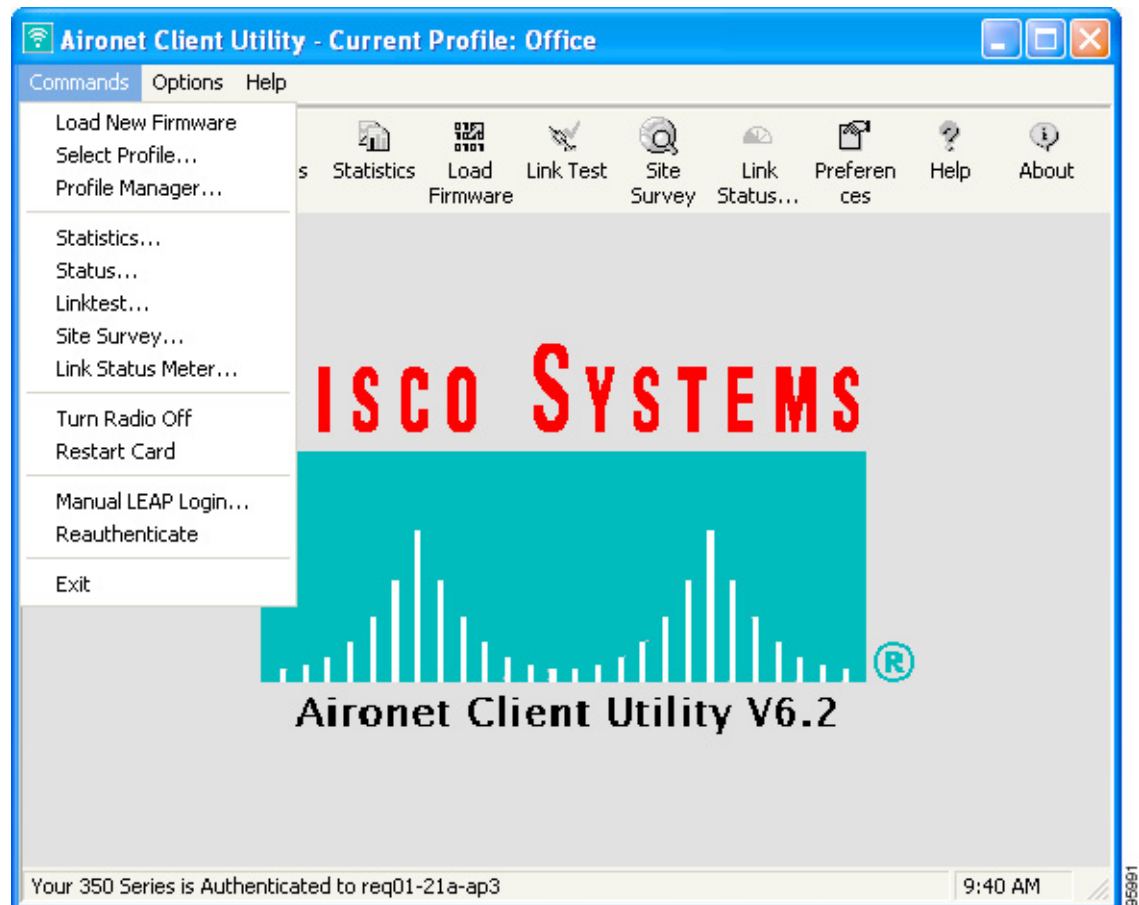 Aironet Client Utility - Current Profile: Office
Commands Options Help
Load New Firmware
Select Profile...
Profile Manager...
Statistics...
Status...
Linktest...
Site Survey...
Link Status Meter...
Turn Radio Off
Restart Card
Manual LEAP Login...
Reauthenticate
Exit
s
Statistics
Load
Firmware
Link Test
Site
Survey
Link
Status...
Preferen
ces
Help
About
ISCO SYSTEMS
®
Aironet Client Utility V6.2
Your 350 Series is Authenticated to req01-21a-ap3
9:40 AM
95991